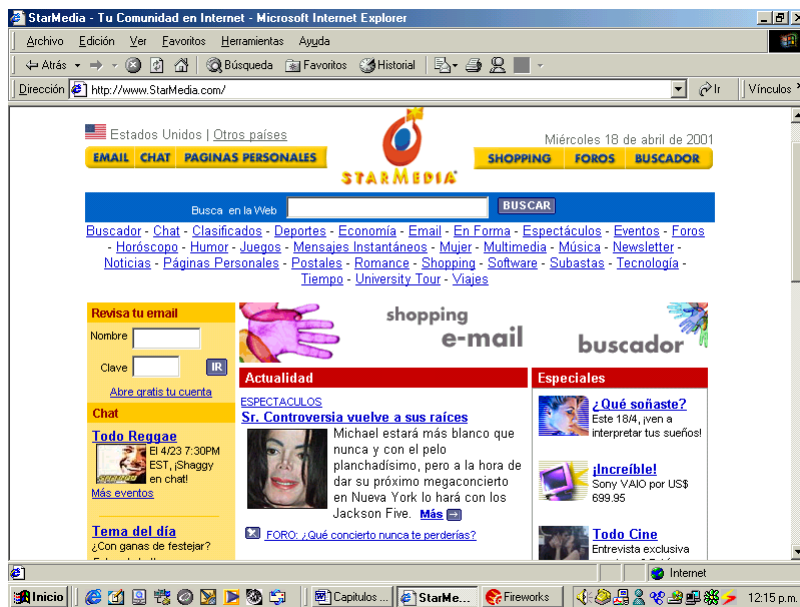 StarMedia - Tu Comunidad en Internet - Microsoft Internet Explorer
Archivo Edición Ver Favoritos Herramientas Ayuda
Atrás Búsqueda Favoritos Historial
Dirección http://www.StarMedia.com/ Ir Vínculos
Estados Unidos | Otros países
Miércoles 18 de abril de 2001
EMAIL CHAT PAGINAS PERSONALES
STARMEDIA
SHOPPING FOROS BUSCADOR
Busca en la Web BUSCAR
Buscador - Chat - Clasificados - Deportes - Economía - Email - En Forma - Espectáculos - Eventos - Foros
- Horóscopo - Humor - Juegos - Mensajes Instantáneos - Mujer - Multimedia - Música - Newsletter -
Noticias - Páginas Personales - Postales - Romance - Shopping - Software - Subastas - Tecnología -
Tiempo - University Tour - Viajes
Revisa tu email
Nombre
Clave IR
Abre gratis tu cuenta
Chat
Todo Reggae
El 4/23 7:30PM
EST, ¡Shaggy
en chat!
Más eventos
Tema del día
¿Con ganas de festejar?
shopping
e-mail
buscador
Actualidad
ESPECTACULOS
Sr. Controversia vuelve a sus raíces
Michael estará más blanco que
nunca y con el pelo
planchadísimo, pero a la hora de
dar su próximo megaconcierto
en Nueva York lo hará con los
Jackson Five. Más
FORO: ¿Qué concierto nunca te perderías?
Especiales
¿Qué soñaste?
Este 18/4, ¡ven a
interpretar tus sueños!
¡Increíble!
Sony VAIO por US$
699.95
Todo Cine
Entrevista exclusiva
Internet
Inicio Capitulos ... StarMe... Fireworks 12:15 p.m.